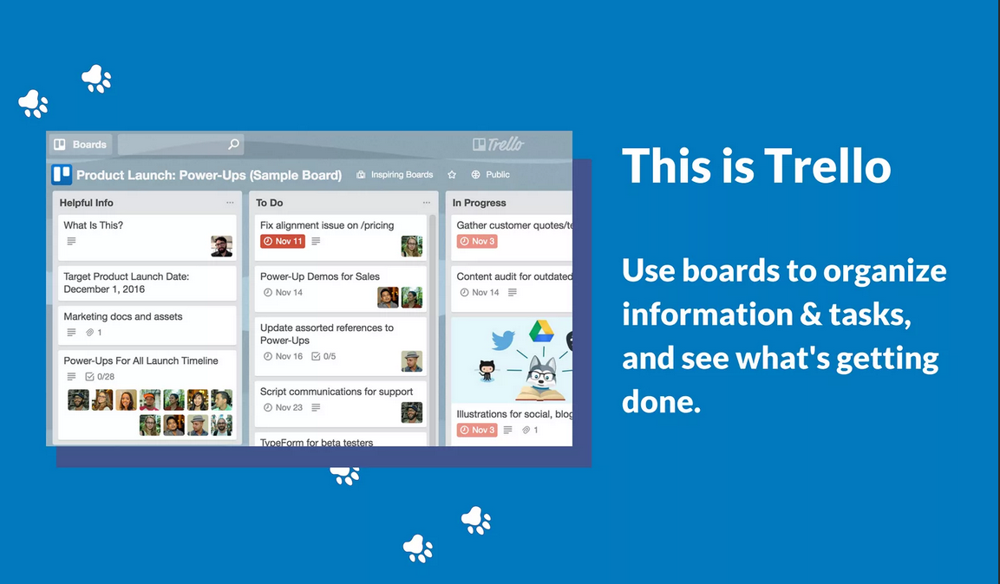 Boards
Trello
Product Launch: Power-Ups (Sample Board)
Inspiring Boards
Public
Helpful Info
What Is This?
Target Product Launch Date:
December 1, 2016
Marketing docs and assets
1
Power-Ups For All Launch Timeline
0/28
To Do
Fix alignment issue on /pricing
Nov 11
Power-Up Demos for Sales
Nov 14
Update assorted references to
Power-Ups
Nov 16 0/5
Script communications for support
Nov 23
TypeForm for beta testers
In Progress
Gather customer quotes/te
Nov 3
Content audit for outdated
Nov 14
Illustrations for social, blog
Nov 3 1
This is Trello
Use boards to organize
information & tasks,
and see what's getting
done.